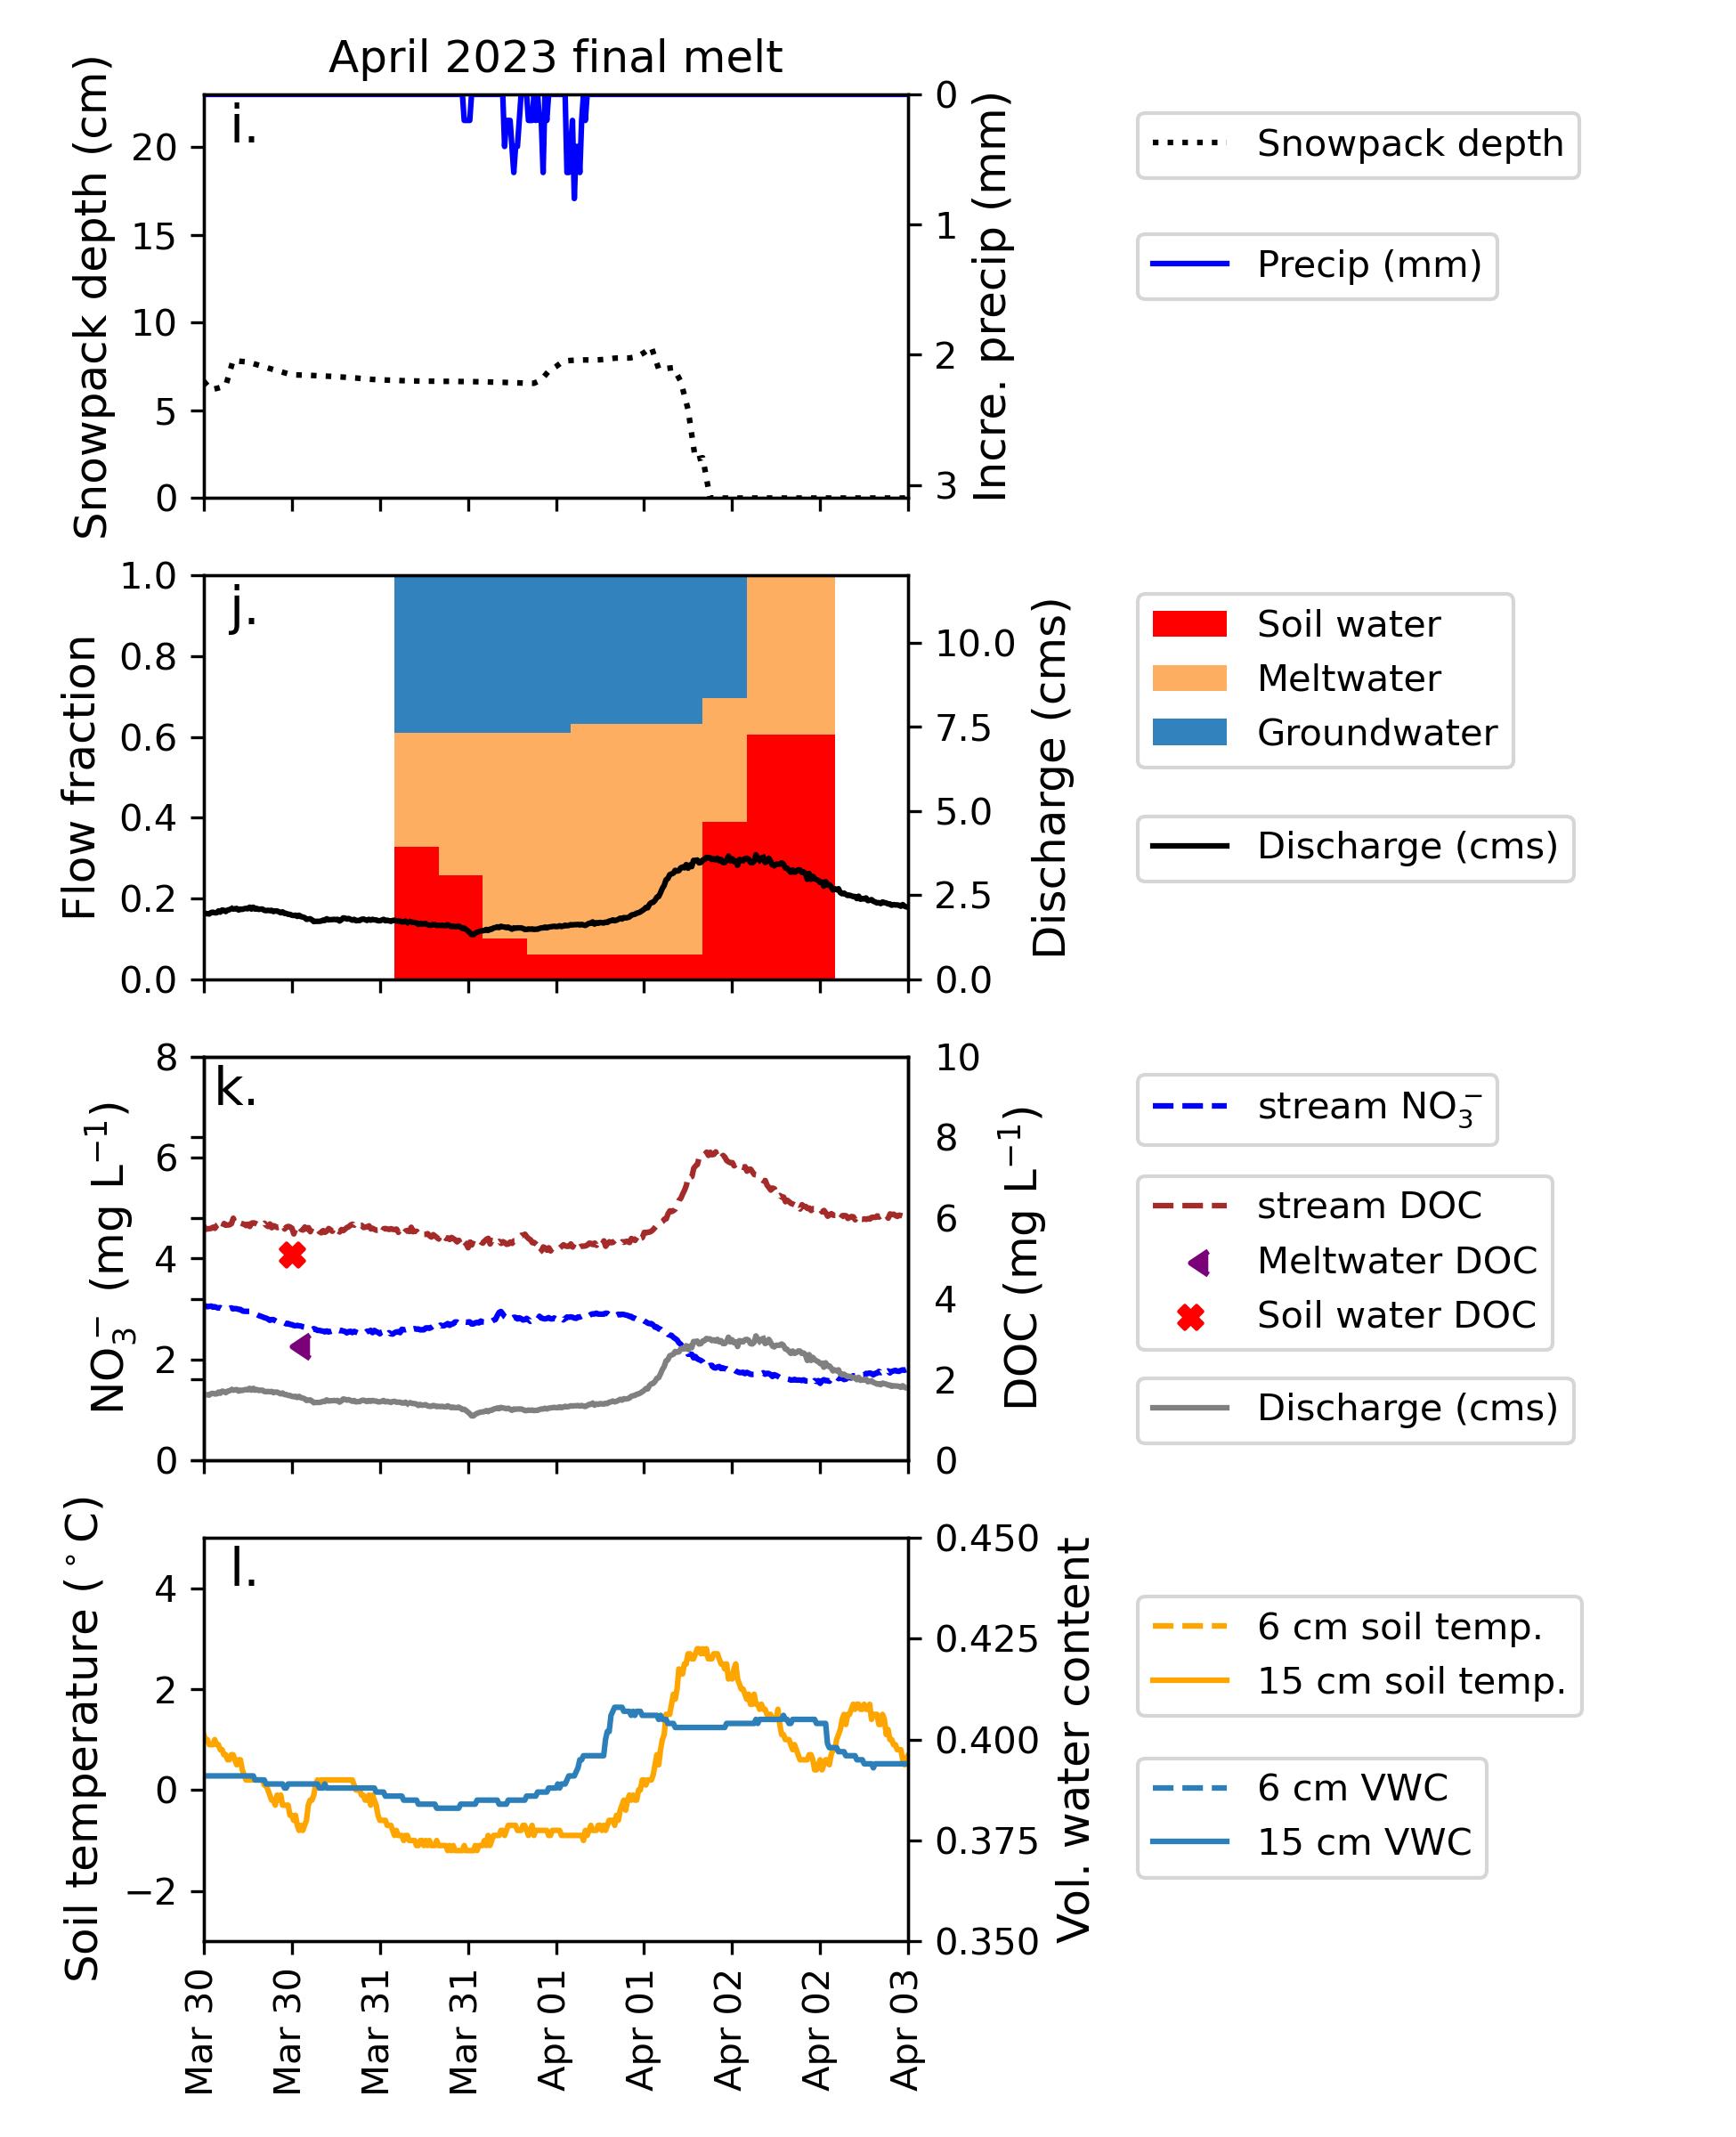 April 2023 final melt
i.
Snowpack depth (cm)
20
15
10
5
0
0
1
2
3
Incre. precip (mm)
Snowpack depth
Precip (mm)
j.
Flow fraction
1.0
0.8
0.6
0.4
0.2
0.0
10.0
7.5
5.0
2.5
0.0
Discharge (cms)
Soil water
Meltwater
Groundwater
Discharge (cms)
k.
NO₃⁻ (mg L⁻¹)
8
6
4
2
0
10
8
6
4
2
0
DOC (mg L⁻¹)
stream NO₃⁻
stream DOC
Meltwater DOC
Soil water DOC
Discharge (cms)
l.
Soil temperature (°C)
4
2
0
−2
0.450
0.425
0.400
0.375
0.350
Vol. water content
6 cm soil temp.
15 cm soil temp.
6 cm VWC
15 cm VWC
Mar 30
Mar 30
Mar 31
Mar 31
Apr 01
Apr 01
Apr 02
Apr 02
Apr 03